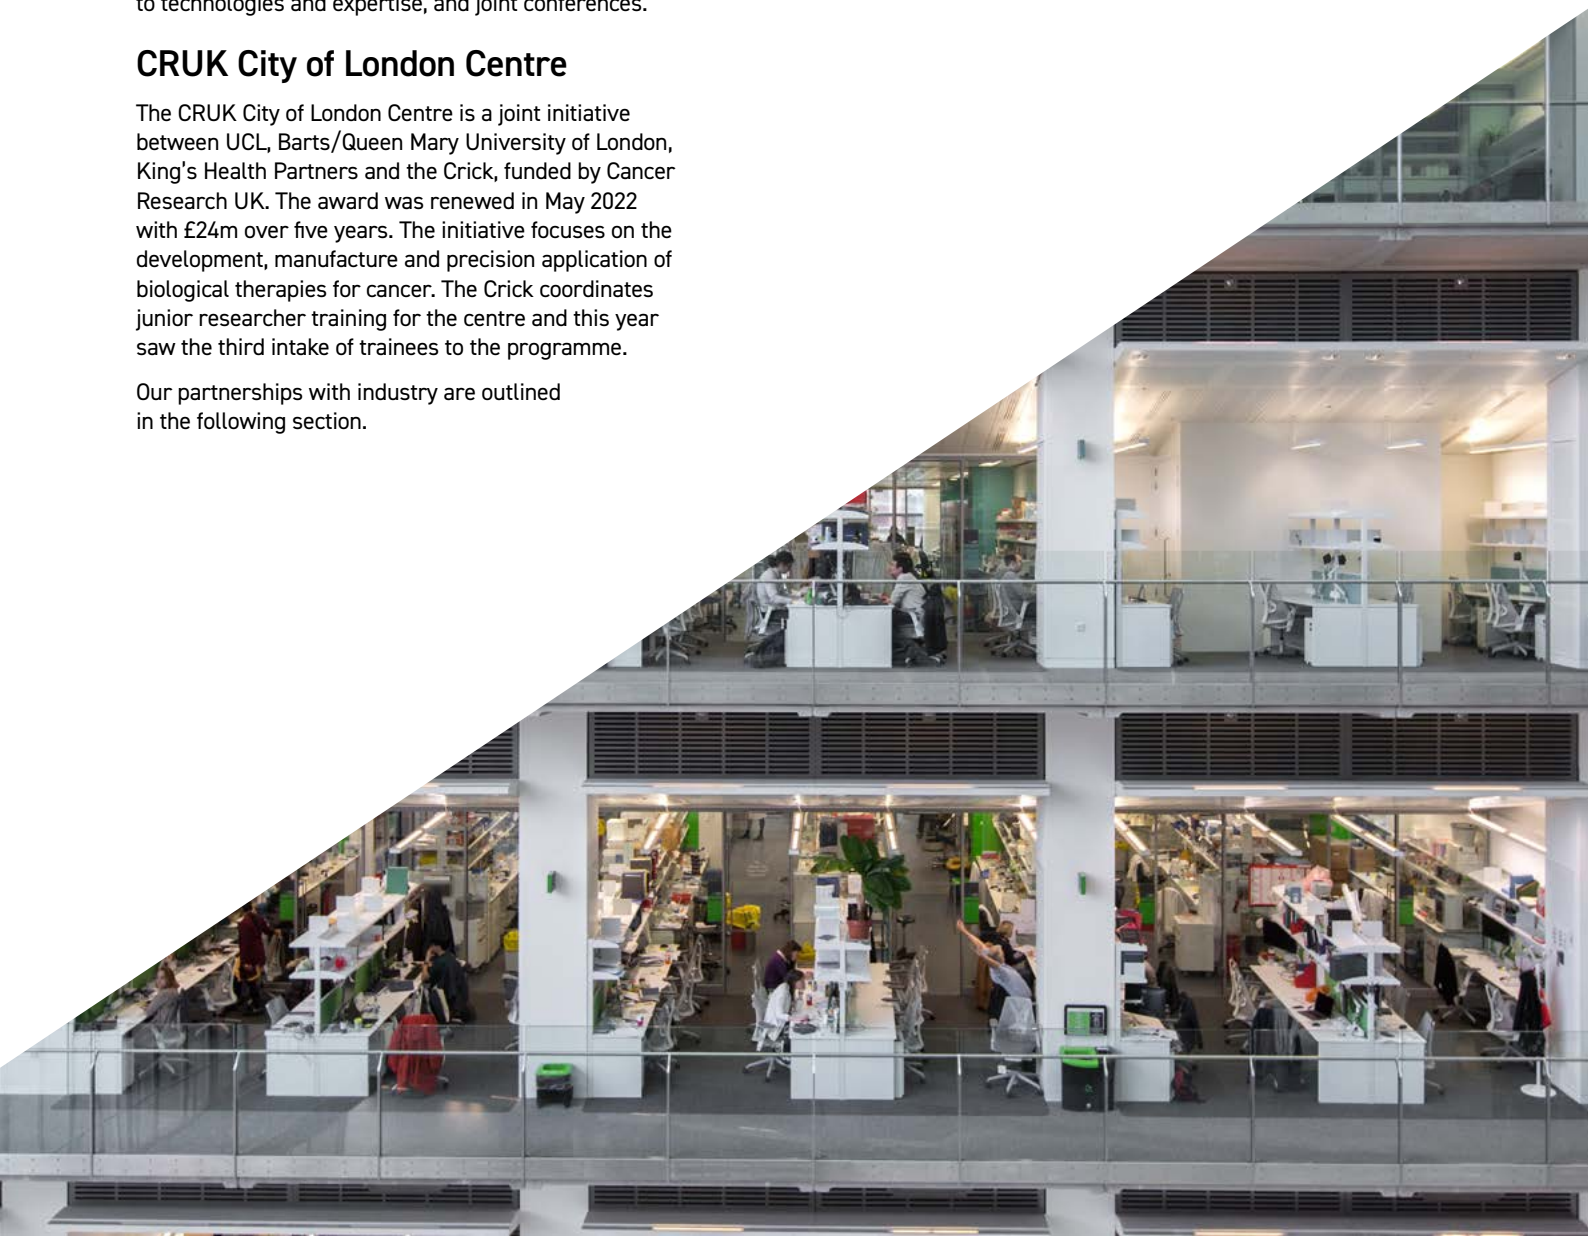 to technologies and expertise, and joint conferences.
CRUK City of London Centre
The CRUK City of London Centre is a joint initiative
between UCL, Barts/Queen Mary University of London,
King’s Health Partners and the Crick, funded by Cancer
Research UK. The award was renewed in May 2022
with £24m over five years. The initiative focuses on the
development, manufacture and precision application of
biological therapies for cancer. The Crick coordinates
junior researcher training for the centre and this year
saw the third intake of trainees to the programme.
Our partnerships with industry are outlined
in the following section.